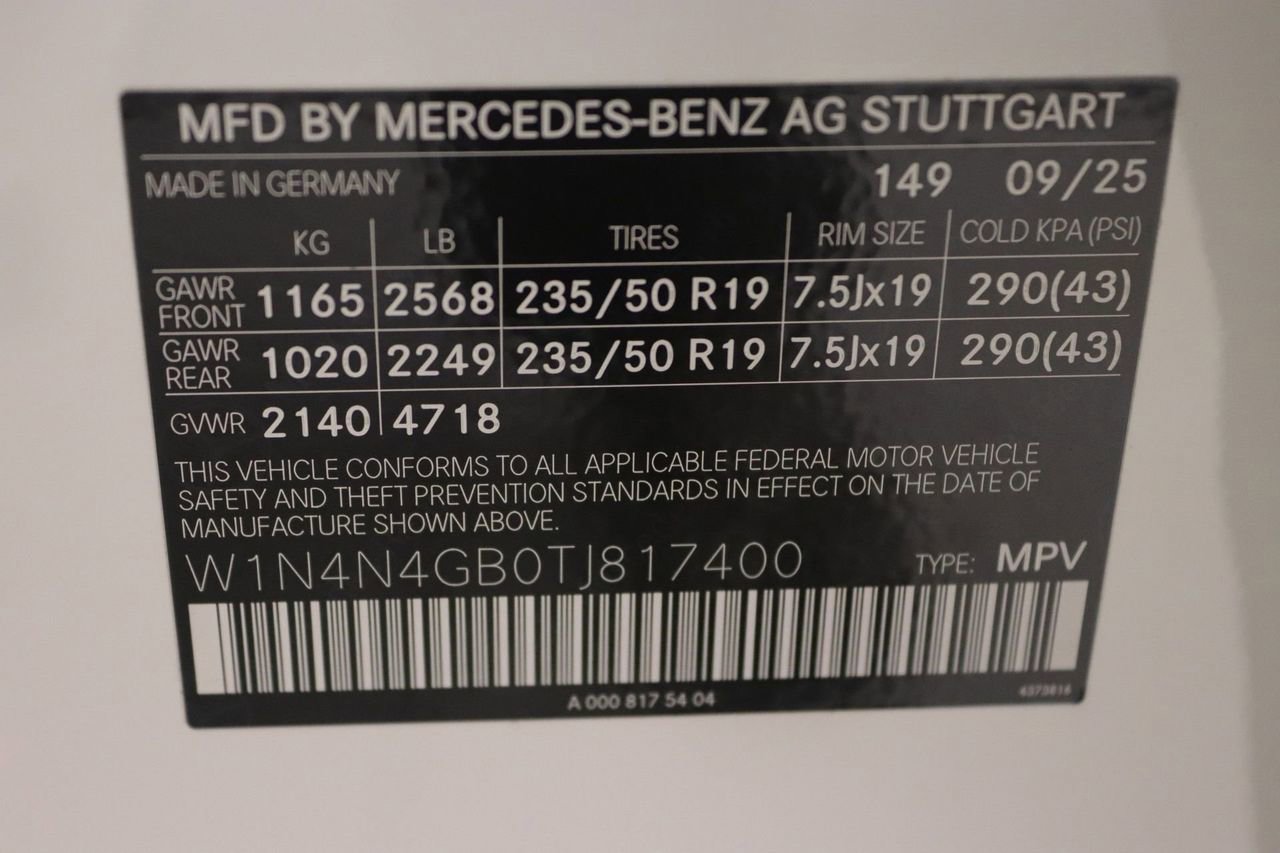 MFD BY MERCEDES-BENZ AG STUTTGART
MADE IN GERMANY 149 09/25
KG LB TIRES RIM SIZE COLD KPA (PSI)
GAWR FRONT 1165 2568 235/50 R19 7.5Jx19 290(43)
GAWR REAR 1020 2249 235/50 R19 7.5Jx19 290(43)
GVWR 2140 4718
THIS VEHICLE CONFORMS TO ALL APPLICABLE FEDERAL MOTOR VEHICLE
SAFETY AND THEFT PREVENTION STANDARDS IN EFFECT ON THE DATE OF
MANUFACTURE SHOWN ABOVE.
W1N4N4GB0TJ817400 TYPE: MPV
A 000 817 54 04